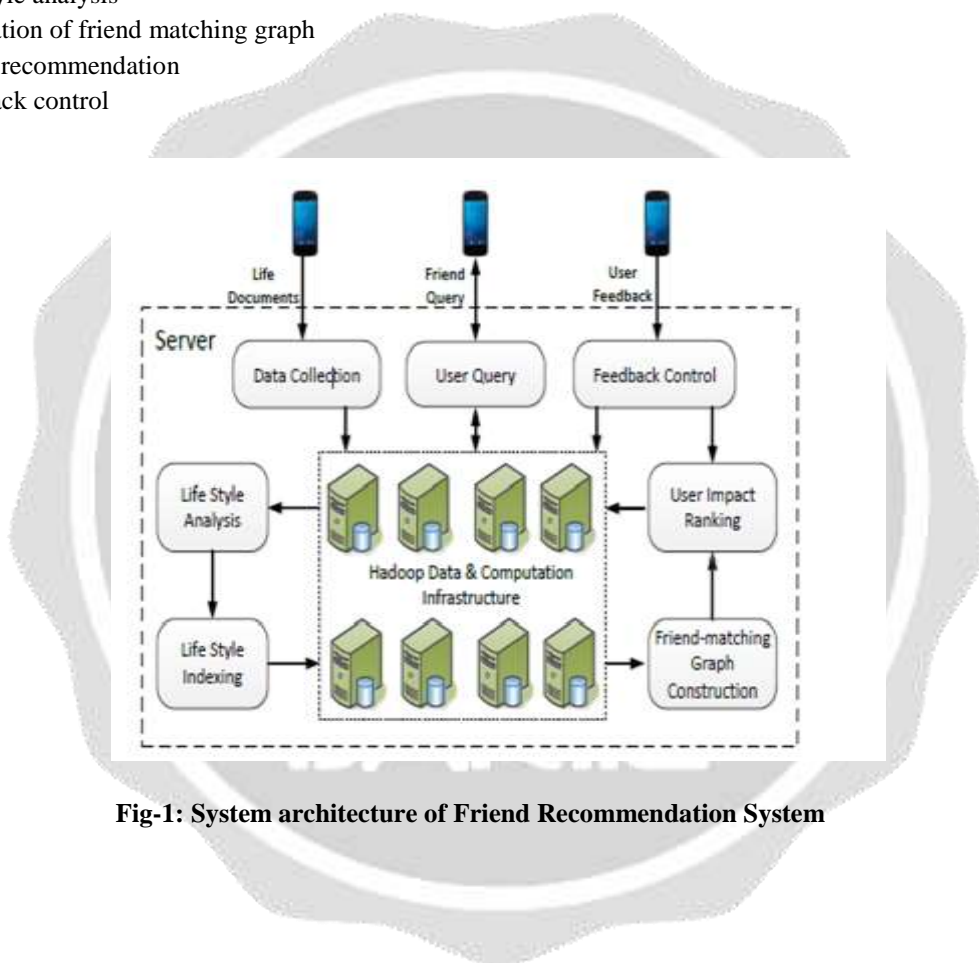 yle analysis
ation of friend matching graph
recommendation
ack control
Life
Documents
Friend
Query
User
Feedback
Server
Data Collection
User Query
Feedback Control
Life Style
Analysis
User Impact
Ranking
Hadoop Data & Computation
Infrastructure
Life Style
Indexing
Friend-matching
Graph
Construction
Fig-1: System architecture of Friend Recommendation System